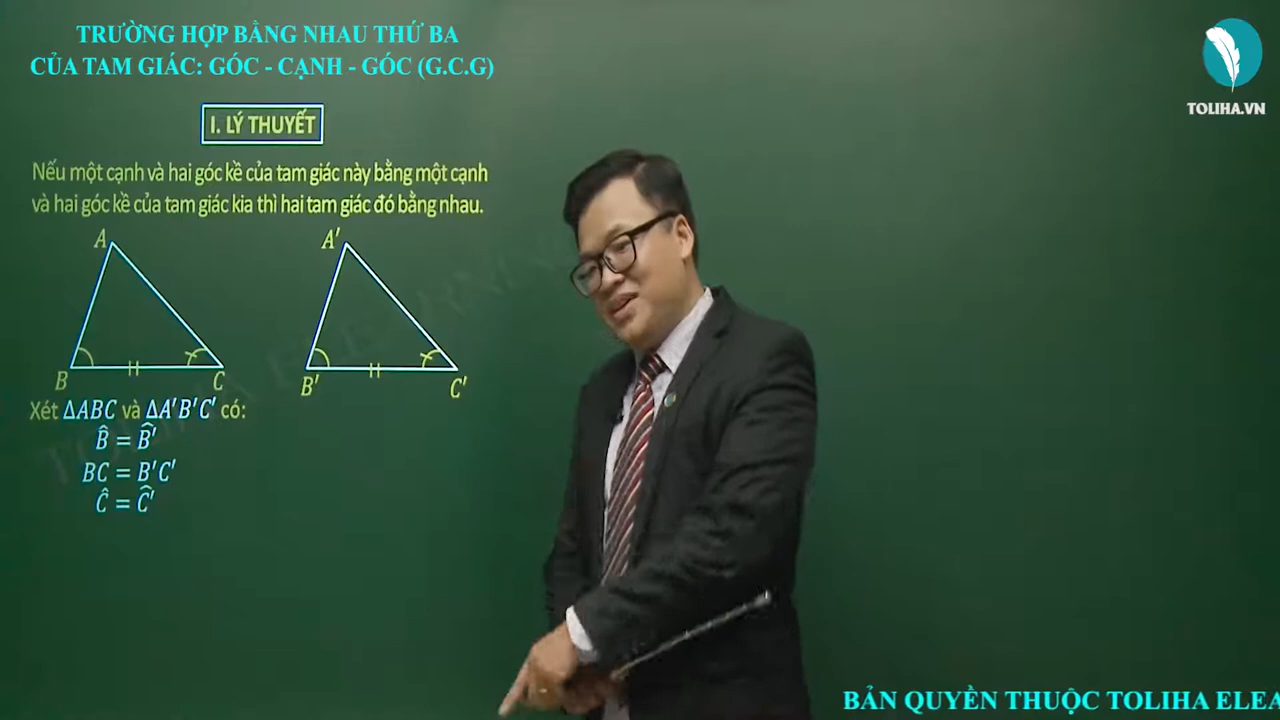 TRƯỜNG HỢP BẰNG NHAU THỨ BA
CỦA TAM GIÁC: GÓC - CẠNH - GÓC (G.C.G)
TOLIHA.VN
I. LÝ THUYẾT
Nếu một cạnh và hai góc kề của tam giác này bằng một cạnh
và hai góc kề của tam giác kia thì hai tam giác đó bằng nhau.
A
A'
B
C
B'
C'
Xét ΔABC và ΔA'B'C' có:
B̂ = B̂'
BC = B'C'
Ĉ = Ĉ'
BẢN QUYỀN THUỘC TOLIHA